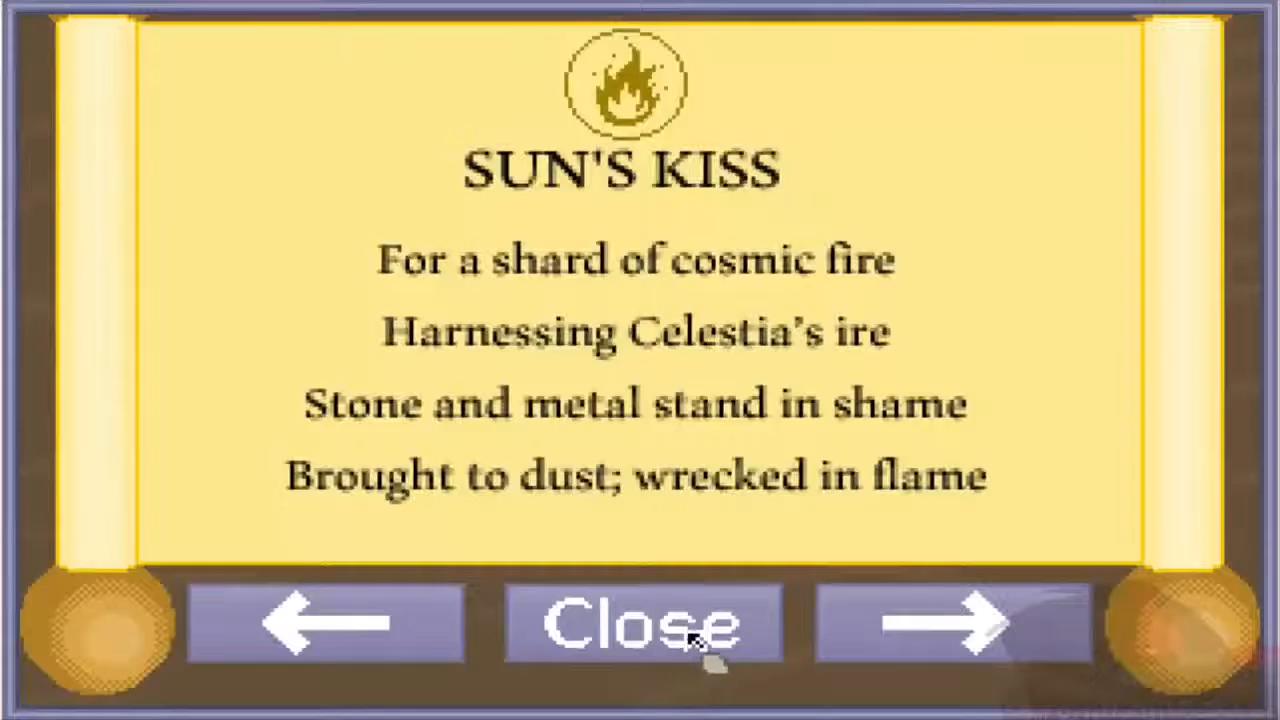 SUN'S KISS
For a shard of cosmic fire
Harnessing Celestia's ire
Stone and metal stand in shame
Brought to dust; wrecked in flame
Close